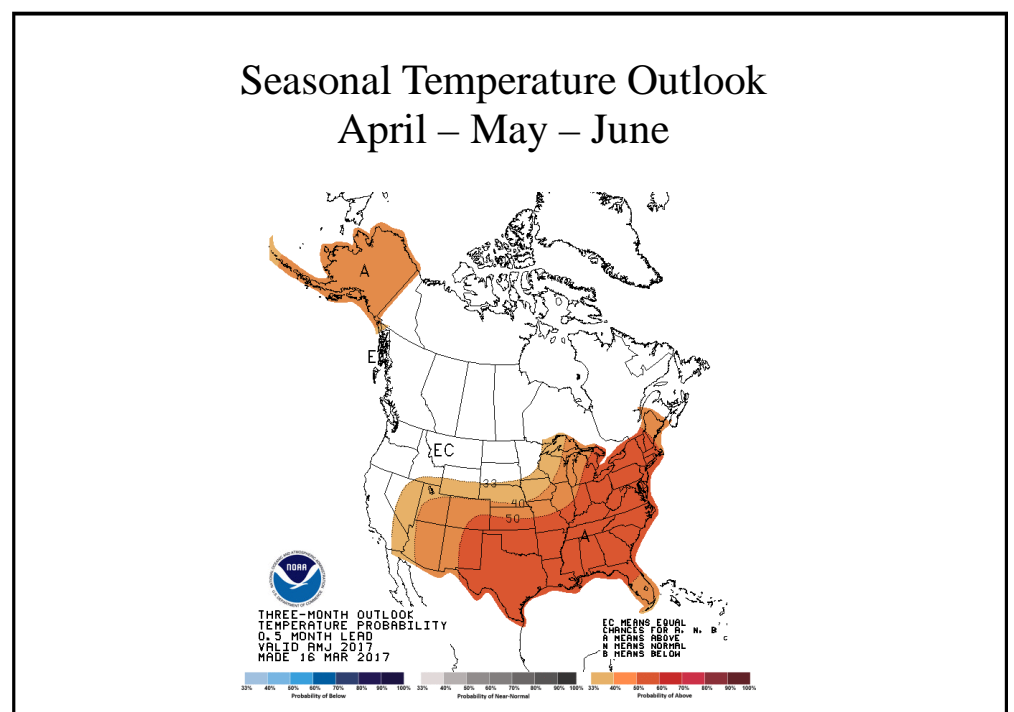 Seasonal Temperature Outlook
April – May – June
A
E
EC
33
40
50
A
NOAA
THREE-MONTH OUTLOOK
TEMPERATURE PROBABILITY
0.5 MONTH LEAD
VALID AMJ 2017
MADE 16 MAR 2017
EC MEANS EQUAL
CHANCES FOR A, N, B
A MEANS ABOVE
N MEANS NORMAL
B MEANS BELOW
33% 40% 50% 60% 70% 80% 90% 100%
Probability of Below
33% 40% 50% 60% 70% 80% 90% 100%
Probability of Near-Normal
33% 40% 50% 60% 70% 80% 90% 100%
Probability of Above